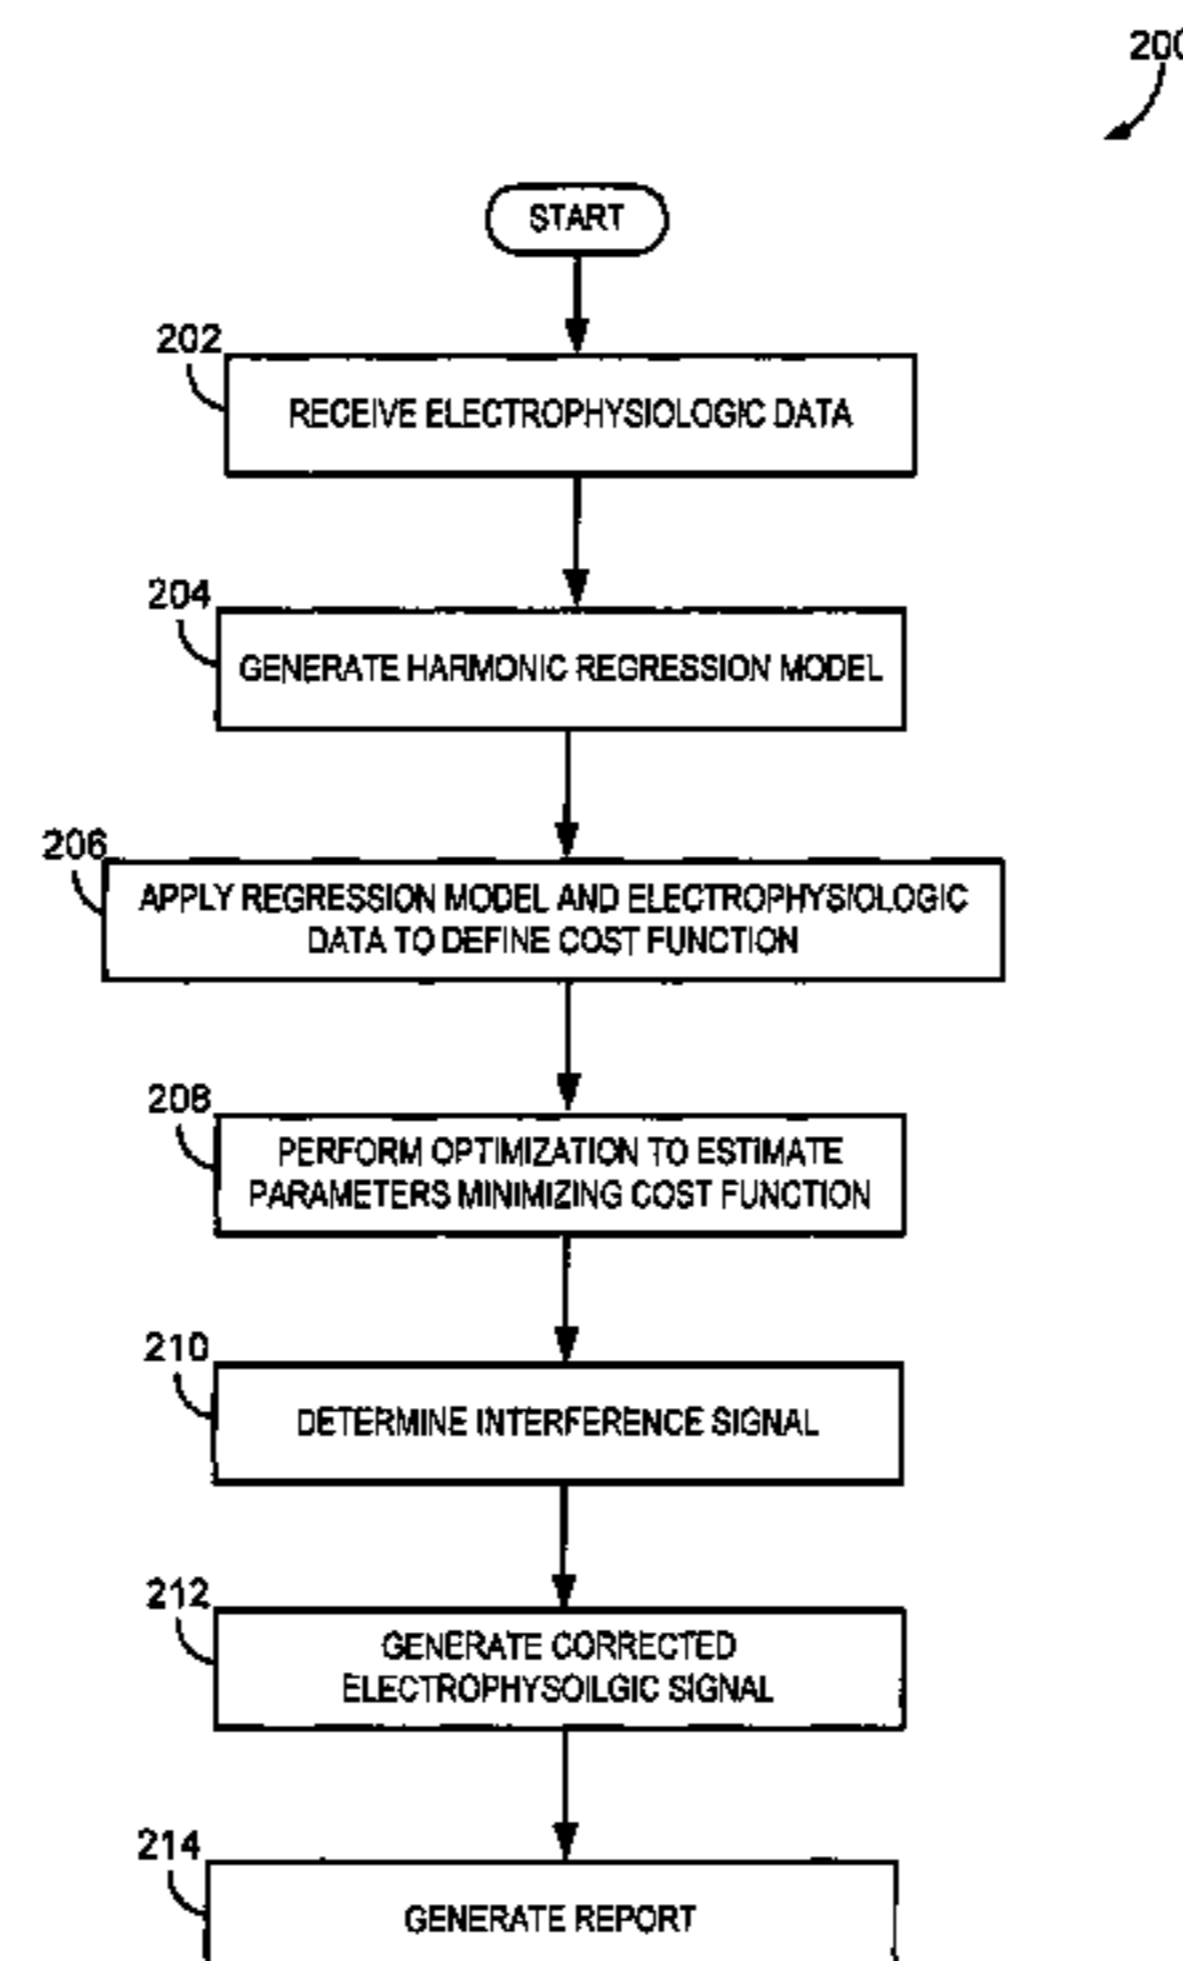 200
START
202
RECEIVE ELECTROPHYSIOLOGIC DATA
204
GENERATE HARMONIC REGRESSION MODEL
206
APPLY REGRESSION MODEL AND ELECTROPHYSIOLOGIC
DATA TO DEFINE COST FUNCTION
208
PERFORM OPTIMIZATION TO ESTIMATE
PARAMETERS MINIMIZING COST FUNCTION
210
DETERMINE INTERFERENCE SIGNAL
212
GENERATE CORRECTED
ELECTROPHYSOILGIC SIGNAL
214
GENERATE REPORT